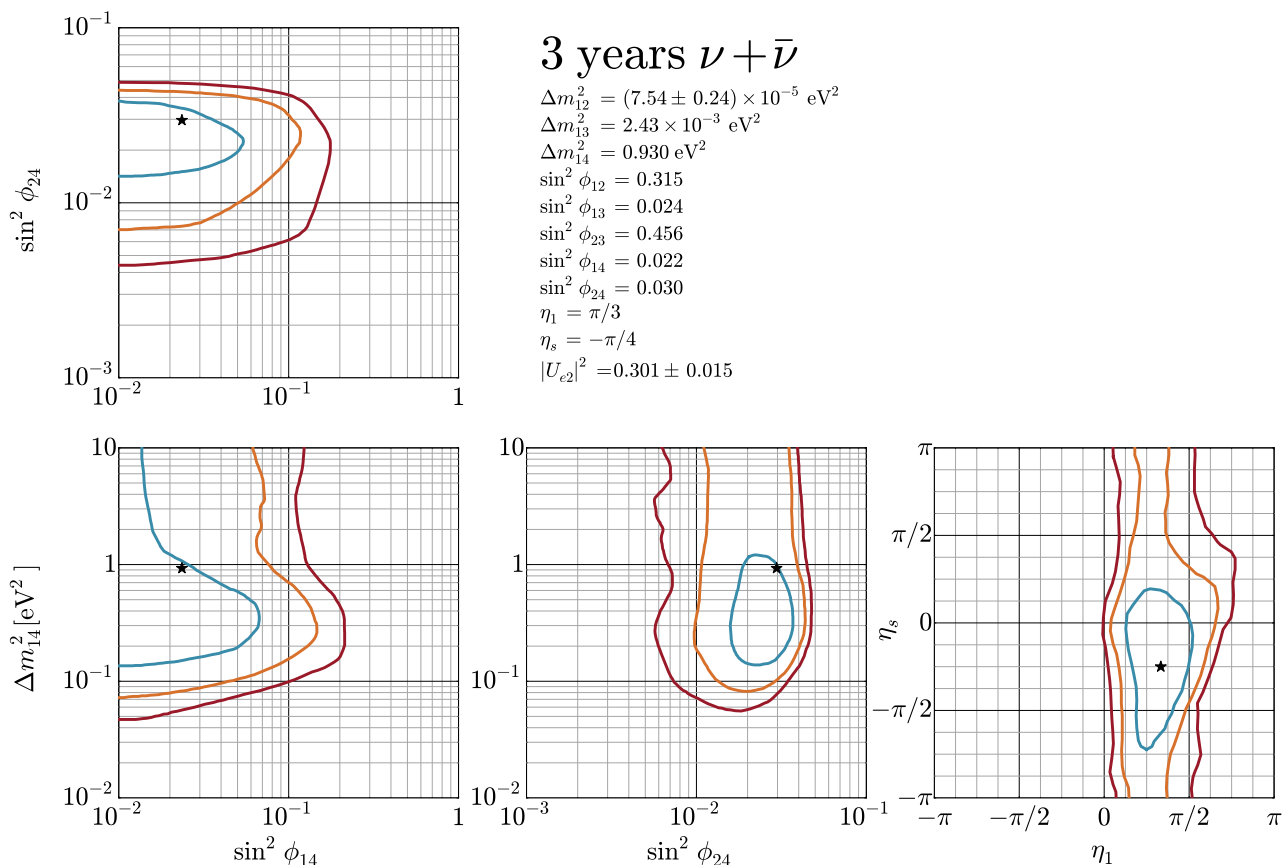 3 years ν + ν̄
Δm²₁₂ = (7.54 ± 0.24) × 10⁻⁵ eV²
Δm²₁₃ = 2.43 × 10⁻³ eV²
Δm²₁₄ = 0.930 eV²
sin² ϕ₁₂ = 0.315
sin² ϕ₁₃ = 0.024
sin² ϕ₂₃ = 0.456
sin² ϕ₁₄ = 0.022
sin² ϕ₂₄ = 0.030
η₁ = π/3
ηₛ = −π/4
|Uₑ₂|² =0.301 ± 0.015
10⁻¹
10⁻²
10⁻³
sin² ϕ₂₄
10⁻² 10⁻¹ 1
10
1
10⁻¹
10⁻²
Δm²₁₄[eV²]
10⁻² 10⁻¹ 1
sin² ϕ₁₄
10
1
10⁻¹
10⁻²
10⁻³ 10⁻² 10⁻¹
sin² ϕ₂₄
π
π/2
0
−π/2
−π
ηₛ
−π −π/2 0 π/2 π
η₁